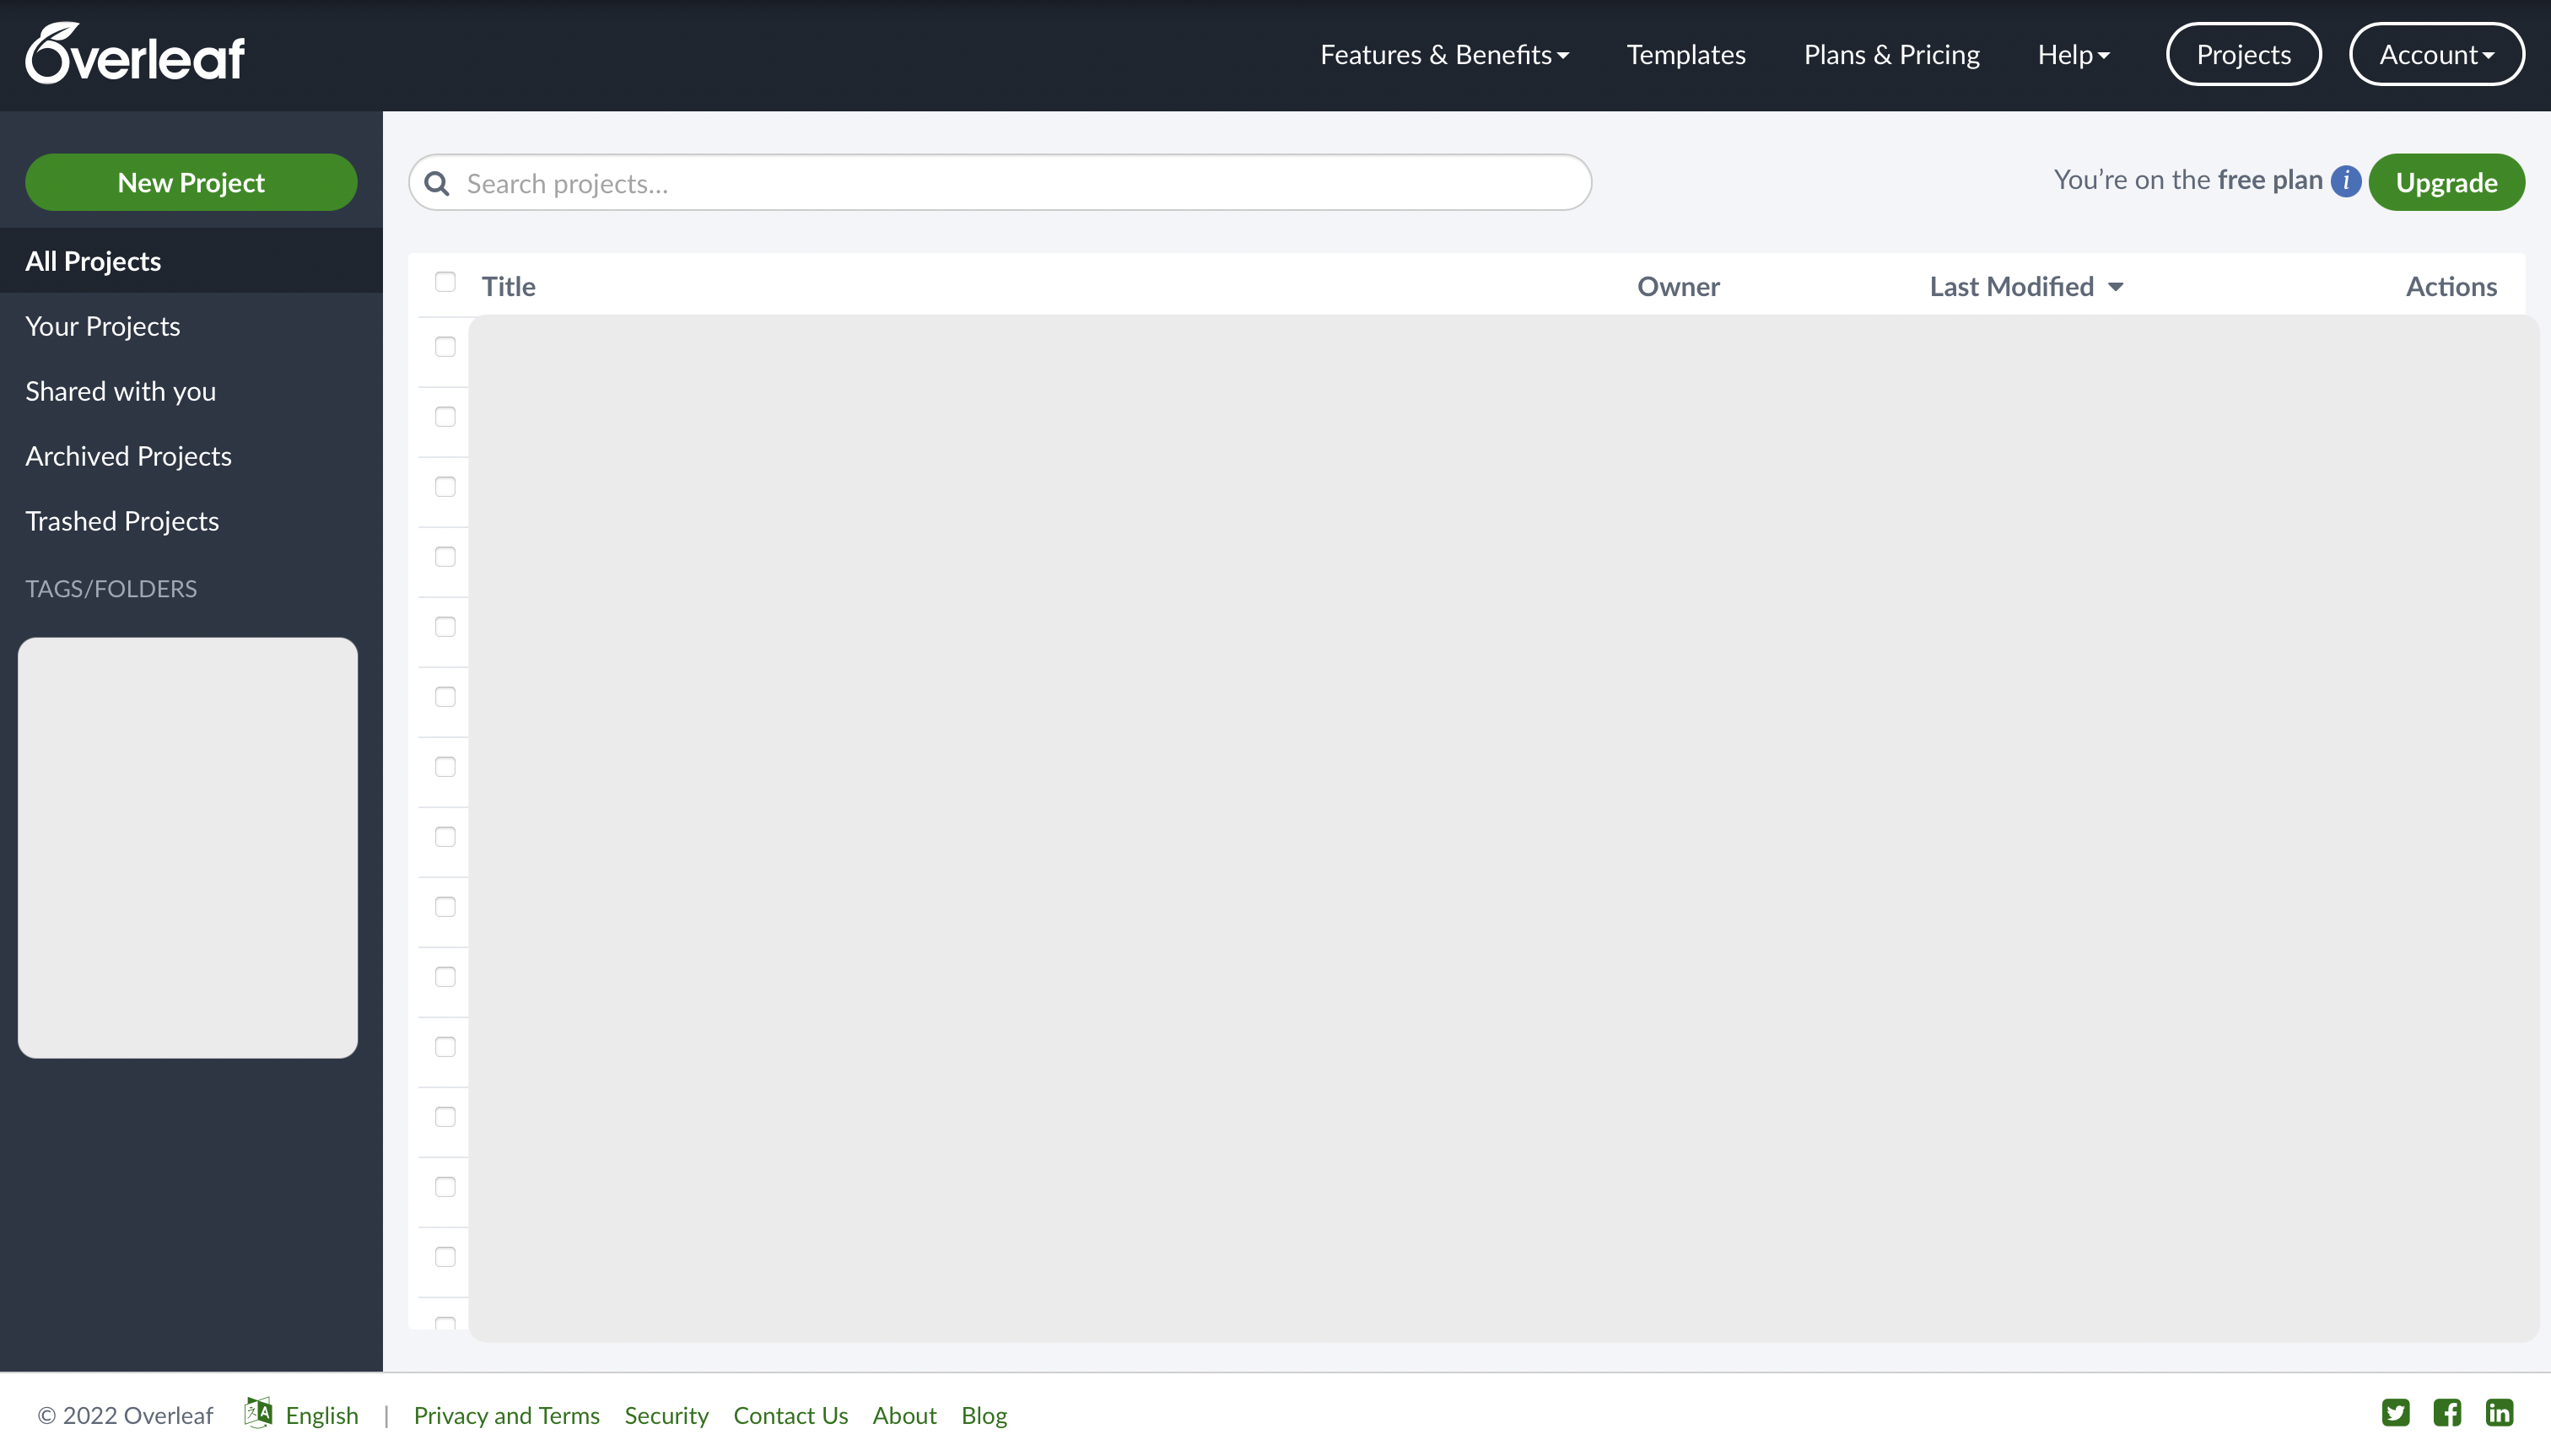 Overleaf
Features & Benefits
Templates
Plans & Pricing
Help
Projects
Account
New Project
Search projects...
You're on the free plan i
Upgrade
All Projects
Your Projects
Shared with you
Archived Projects
Trashed Projects
TAGS/FOLDERS
Title
Owner
Last Modified
Actions
© 2022 Overleaf
English
|
Privacy and Terms
Security
Contact Us
About
Blog